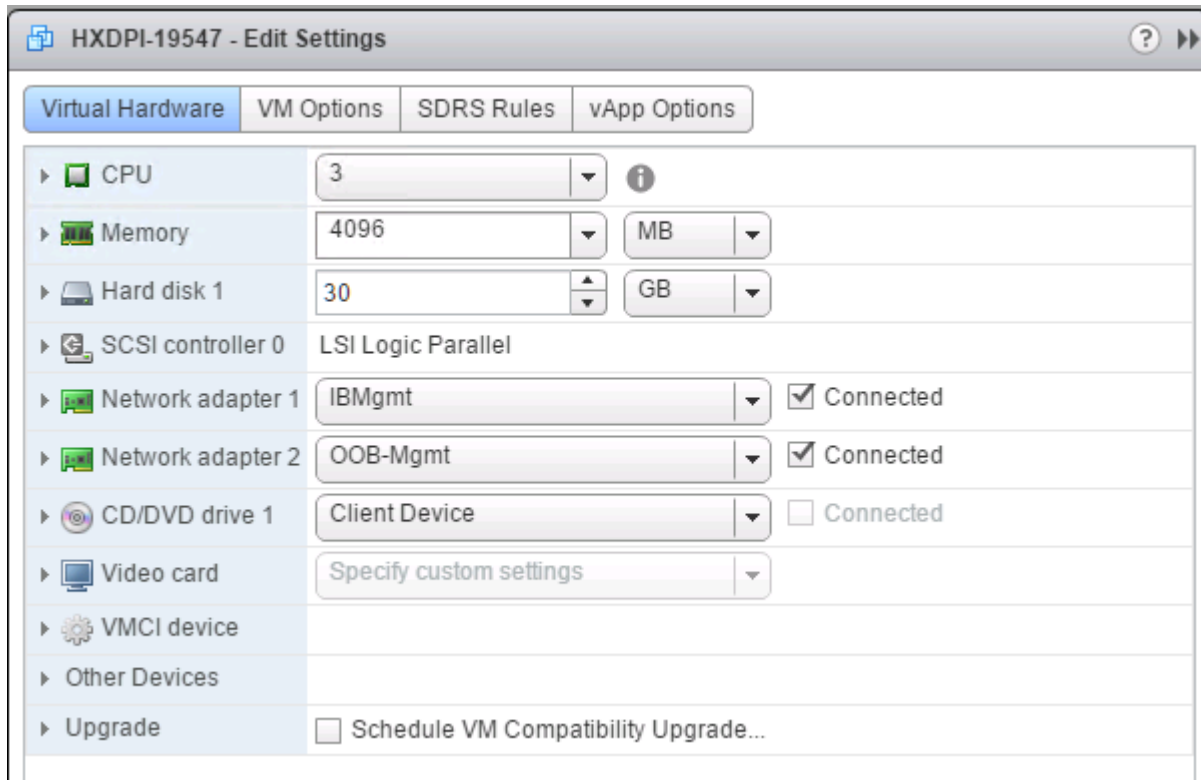 HXDPI-19547 - Edit Settings ?
Virtual Hardware VM Options SDRS Rules vApp Options
CPU 3
Memory 4096 MB
Hard disk 1 30 GB
SCSI controller 0 LSI Logic Parallel
Network adapter 1 IBMgmt Connected
Network adapter 2 OOB-Mgmt Connected
CD/DVD drive 1 Client Device Connected
Video card Specify custom settings
VMCI device
Other Devices
Upgrade Schedule VM Compatibility Upgrade...